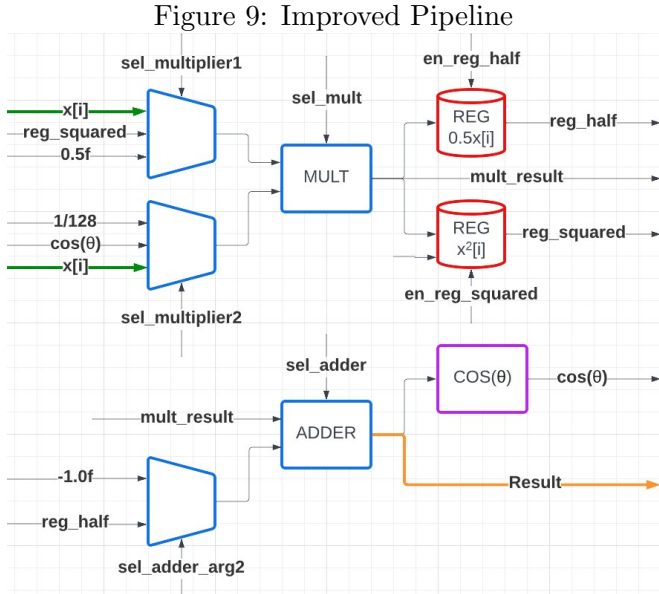 Figure 9: Improved Pipeline
sel_multiplier1
en_reg_half
sel_mult
x[i]
reg_squared
0.5f
MULT
REG
0.5x[i]
reg_half
mult_result
1/128
cos(θ)
x[i]
REG
x²[i]
reg_squared
sel_multiplier2
en_reg_squared
sel_adder
COS(θ)
cos(θ)
mult_result
ADDER
-1.0f
reg_half
Result
sel_adder_arg2